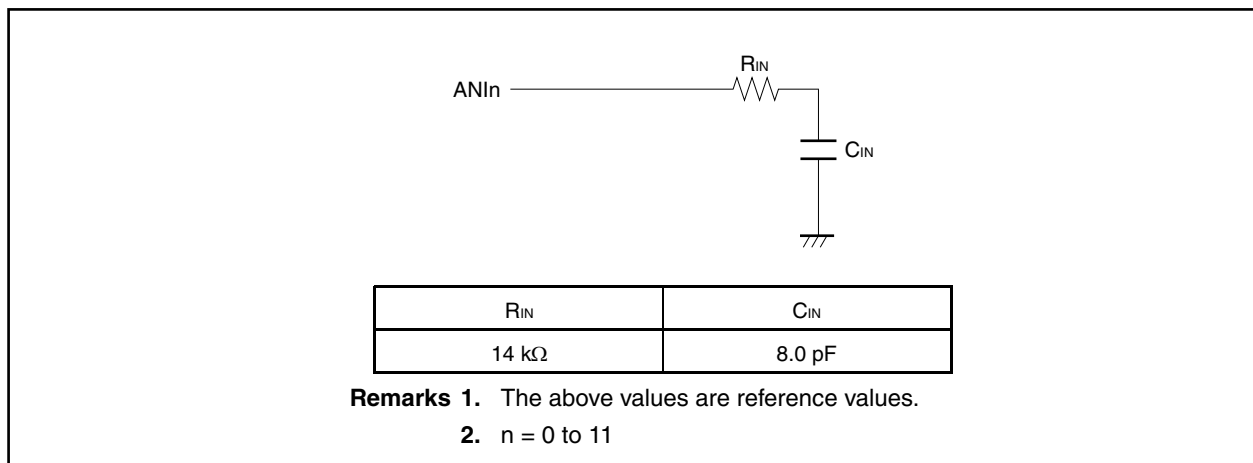 RIN
ANIn
CIN
RIN CIN
14 kΩ 8.0 pF
Remarks 1. The above values are reference values.
2. n = 0 to 11